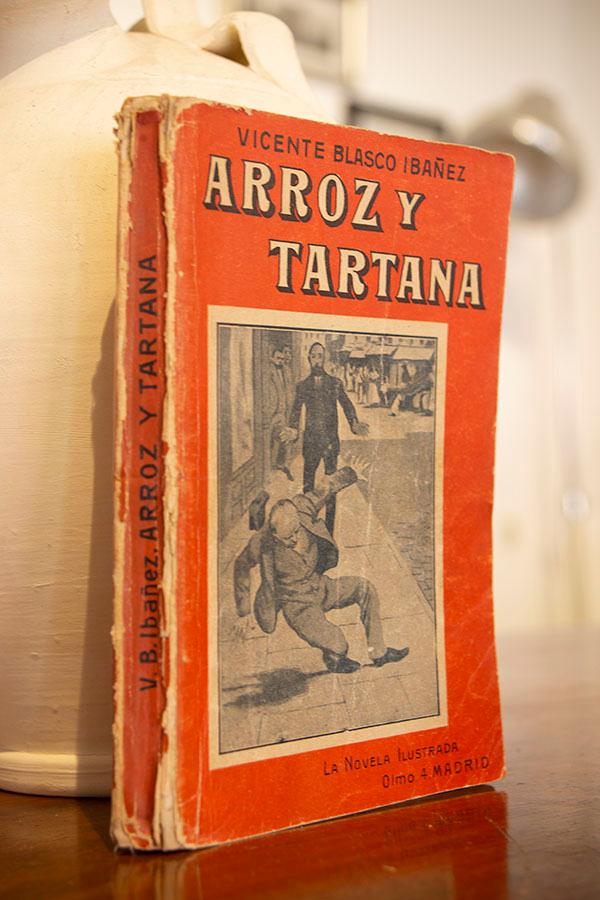 VICENTE BLASCO IBAÑEZ
ARROZ Y
TARTANA
LA NOVELA ILUSTRADA
Olmo 4. MADRID
V. B. Ibañez. ARROZ Y TARTANA